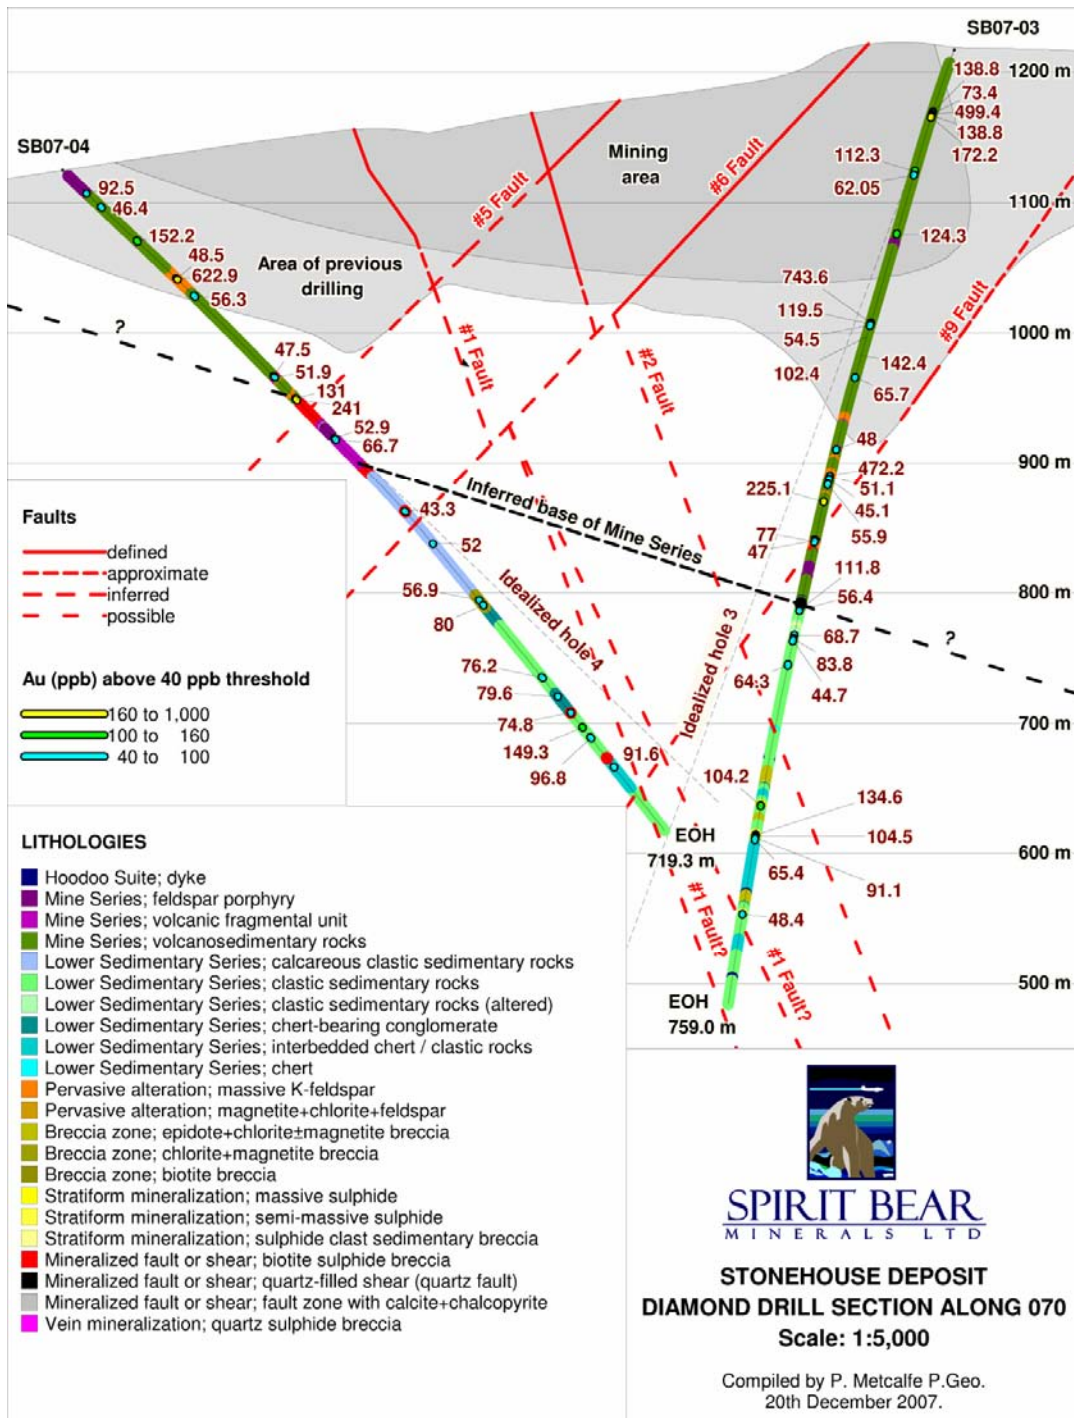 SB07-03
1200 m
138.8
73.4
499.4
138.8
172.2
SB07-04
Mining
area
112.3
62.05
#6 Fault
#5 Fault
92.5
46.4
1100 m
152.2
124.3
48.5
622.9
56.3
Area of previous
drilling
743.6
119.5
54.5
102.4
#9 Fault
?
1000 m
#1 Fault
#2 Fault
142.4
65.7
47.5
51.9
131
241
52.9
66.7
48
900 m
472.2
51.1
45.1
55.9
225.1
Inferred base of Mine Series
43.3
52
77
47
111.8
56.4
800 m
?
Idealized hole 4
Idealized hole 3
56.9
80
68.7
83.8
44.7
64.3
76.2
79.6
74.8
149.3
96.8
91.6
700 m
104.2
134.6
104.5
65.4
91.1
EOH
719.3 m
600 m
48.4
#1 Fault?
#1 Fault?
500 m
EOH
759.0 m
Faults
defined
approximate
inferred
possible
Au (ppb) above 40 ppb threshold
160 to 1,000
100 to 160
40 to 100
LITHOLOGIES
Hoodoo Suite; dyke
Mine Series; feldspar porphyry
Mine Series; volcanic fragmental unit
Mine Series; volcanosedimentary rocks
Lower Sedimentary Series; calcareous clastic sedimentary rocks
Lower Sedimentary Series; clastic sedimentary rocks
Lower Sedimentary Series; clastic sedimentary rocks (altered)
Lower Sedimentary Series; chert-bearing conglomerate
Lower Sedimentary Series; interbedded chert / clastic rocks
Lower Sedimentary Series; chert
Pervasive alteration; massive K-feldspar
Pervasive alteration; magnetite+chlorite+feldspar
Breccia zone; epidote+chlorite±magnetite breccia
Breccia zone; chlorite+magnetite breccia
Breccia zone; biotite breccia
Stratiform mineralization; massive sulphide
Stratiform mineralization; semi-massive sulphide
Stratiform mineralization; sulphide clast sedimentary breccia
Mineralized fault or shear; biotite sulphide breccia
Mineralized fault or shear; quartz-filled shear (quartz fault)
Mineralized fault or shear; fault zone with calcite+chalcopyrite
Vein mineralization; quartz sulphide breccia
SPIRIT BEAR
MINERALS LTD
STONEHOUSE DEPOSIT
DIAMOND DRILL SECTION ALONG 070
Scale: 1:5,000
Compiled by P. Metcalfe P.Geo.
20th December 2007.